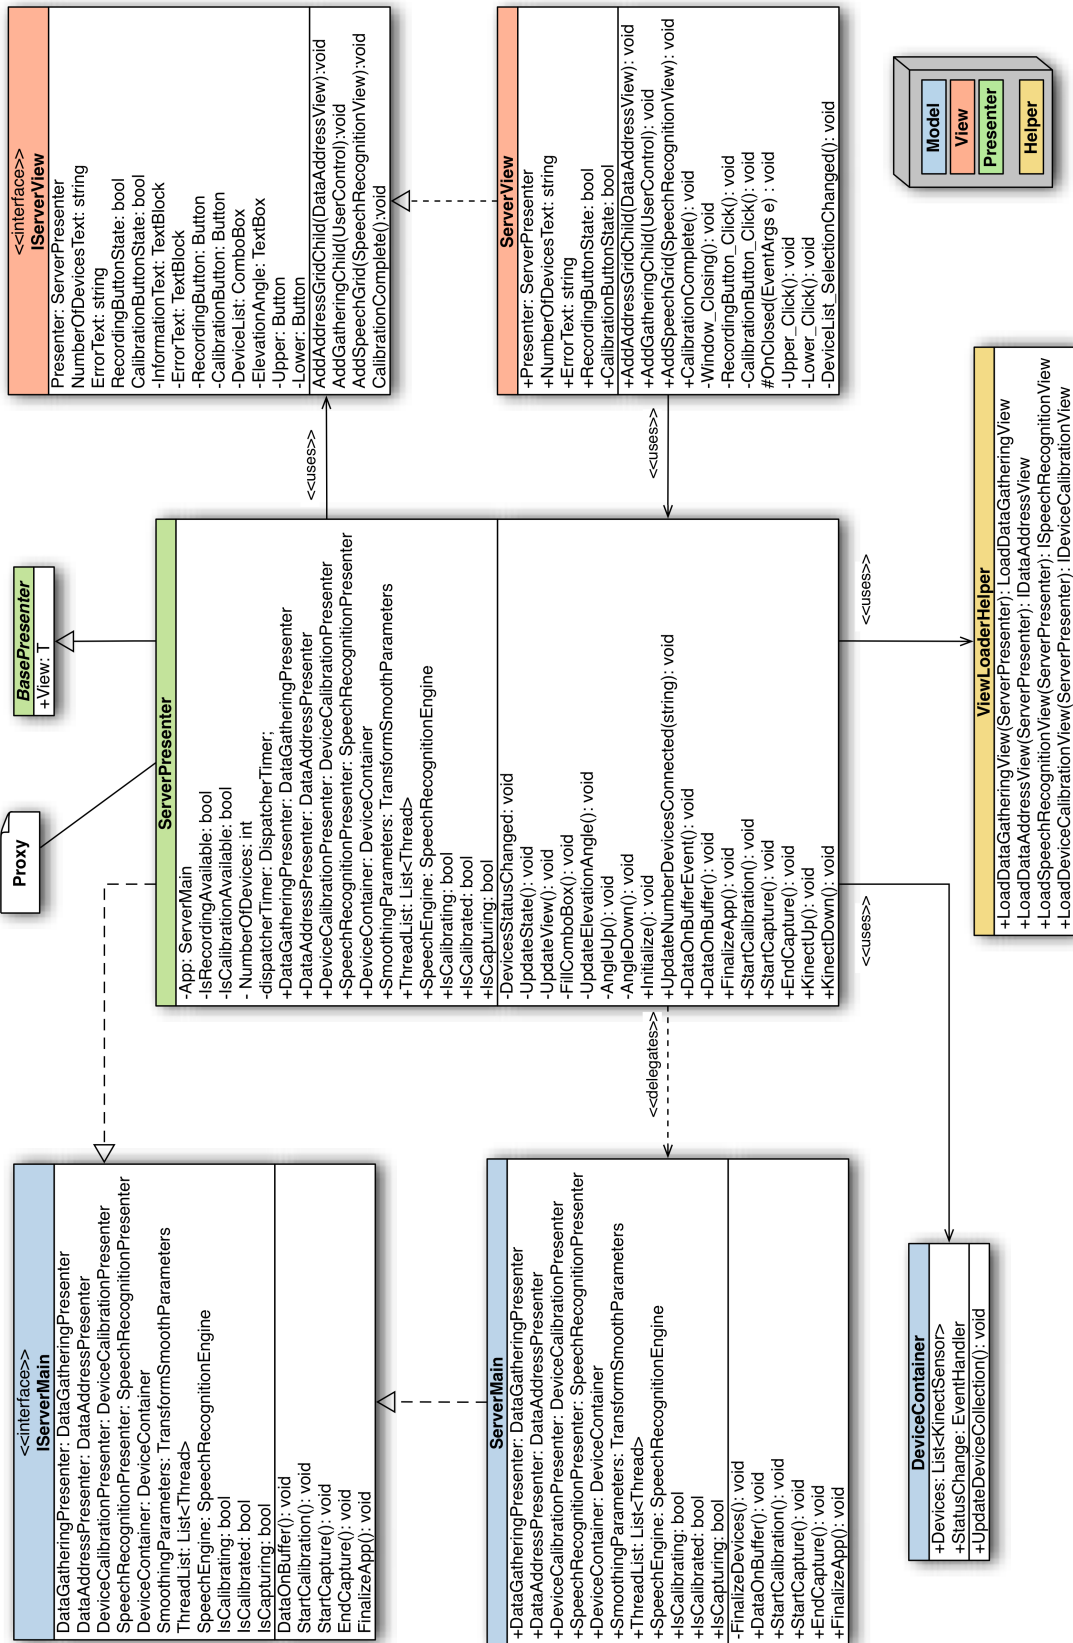 <<interface>>
IServerMain
DataGatheringPresenter: DataGatheringPresenter
DataAddressPresenter: DataAddressPresenter
DeviceCalibrationPresenter: DeviceCalibrationPresenter
SpeechRecognitionPresenter: SpeechRecognitionPresenter
DeviceContainer: DeviceContainer
SmoothingParameters: TransformSmoothParameters
ThreadList: List<Thread>
SpeechEngine: SpeechRecognitionEngine
IsCalibrating: bool
IsCalibrated: bool
IsCapturing: bool
DataOnBuffer(): void
StartCalibration(): void
StartCapture(): void
EndCapture(): void
FinalizeApp(): void
Proxy
BasePresenter
+View: T
<<interface>>
IServerView
Presenter: ServerPresenter
NumberOfDevicesText: string
ErrorText: string
RecordingButtonState: bool
CalibrationButtonState: bool
-InformationText: TextBlock
-ErrorText: TextBlock
-RecordingButton: Button
-CalibrationButton: Button
-DeviceList: ComboBox
-ElevationAngle: TextBox
-Upper: Button
-Lower: Button
AddAddressGridChild(DataAddressView):void
AddGatheringChild(UserControl):void
AddSpeechGrid(SpeechRecognitionView):void
CalibrationComplete():void
ServerPresenter
-App: ServerMain
-IsRecordingAvailable: bool
-IsCalibrationAvailable: bool
- NumberOfDevices: int
-dispatcherTimer: DispatcherTimer;
+DataGatheringPresenter: DataGatheringPresenter
+DataAddressPresenter: DataAddressPresenter
+DeviceCalibrationPresenter: DeviceCalibrationPresenter
+SpeechRecognitionPresenter: SpeechRecognitionPresenter
+DeviceContainer: DeviceContainer
+SmoothingParameters: TransformSmoothParameters
+ThreadList: List<Thread>
+SpeechEngine: SpeechRecognitionEngine
+IsCalibrating: bool
+IsCalibrated: bool
+IsCapturing: bool
-DevicesStatusChanged: void
-UpdateState(): void
-UpdateView(): void
-FillComboBox(): void
-UpdateElevationAngle(): void
-AngleUp(): void
-AngleDown(): void
+Initialize(): void
+UpdateNumberDevicesConnected(string): void
+DataOnBufferEvent(): void
+DataOnBuffer(): void
+FinalizeApp(): void
+StartCalibration(): void
+StartCapture(): void
+EndCapture(): void
+KinectUp(): void
+KinectDown(): void
<<uses>>
<<uses>>
<<delegates>>
<<uses>>
<<uses>>
ServerMain
+DataGatheringPresenter: DataGatheringPresenter
+DataAddressPresenter: DataAddressPresenter
+DeviceCalibrationPresenter: DeviceCalibrationPresenter
+SpeechRecognitionPresenter: SpeechRecognitionPresenter
+DeviceContainer: DeviceContainer
+SmoothingParameters: TransformSmoothParameters
+ThreadList: List<Thread>
+SpeechEngine: SpeechRecognitionEngine
+IsCalibrating: bool
+IsCalibrated: bool
+IsCapturing: bool
-FinalizeDevices(): void
+DataOnBuffer(): void
+StartCalibration(): void
+StartCapture(): void
+EndCapture(): void
+FinalizeApp(): void
ServerView
+Presenter: ServerPresenter
+NumberOfDevicesText: string
+ErrorText: string
+RecordingButtonState: bool
+CalibrationButtonState: bool
+AddAddressGridChild(DataAddressView): void
+AddGatheringChild(UserControl): void
+AddSpeechGrid(SpeechRecognitionView): void
+CalibrationComplete(): void
-Window_Closing(): void
-RecordingButton_Click(): void
-CalibrationButton_Click(): void
#OnClosed(EventArgs e) : void
-Upper_Click(): void
-Lower_Click(): void
-DeviceList_SelectionChanged(): void
DeviceContainer
+Devices: List<KinectSensor>
+StatusChange: EventHandler
+UpdateDeviceCollection(): void
ViewLoaderHelper
+LoadDataGatheringView(ServerPresenter): LoadDataGatheringView
+LoadDataAddressView(ServerPresenter): IDataAddressView
+LoadSpeechRecognitionView(ServerPresenter): ISpeechRecognitionView
+LoadDeviceCalibrationView(ServerPresenter): IDeviceCalibrationView
Model
View
Presenter
Helper